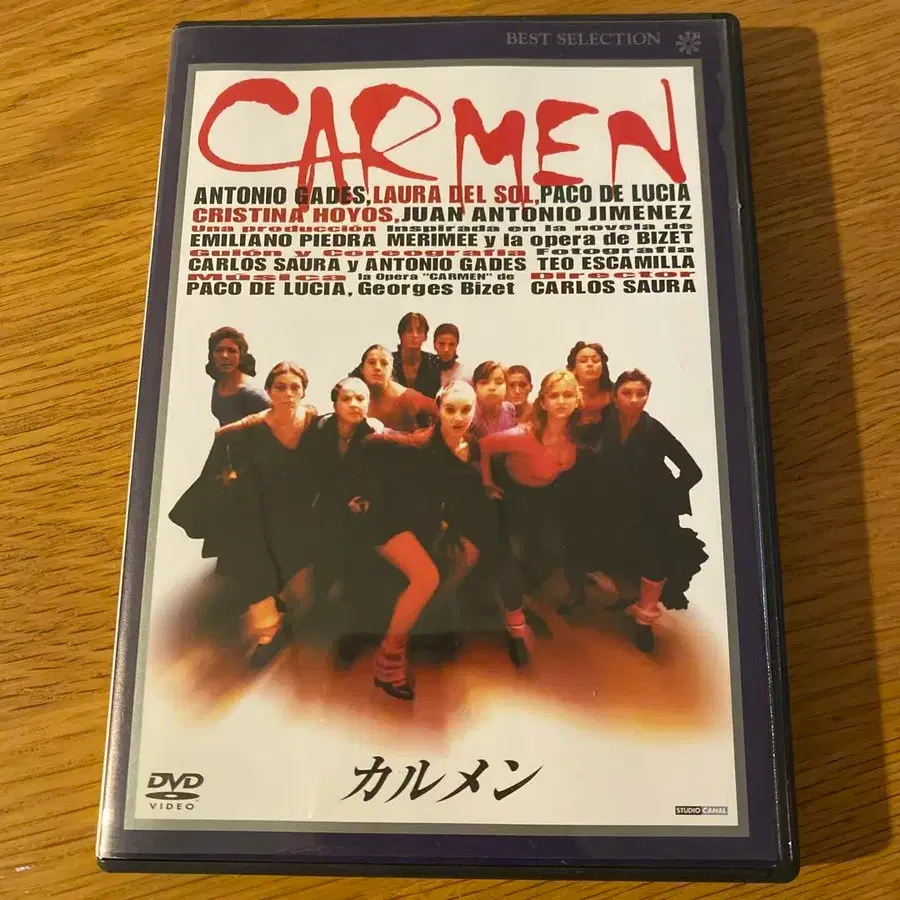 BEST SELECTION
CARMEN
ANTONIO GADES, LAURA DEL SOL, PACO DE LUCIA
CRISTINA HOYOS, JUAN ANTONIO JIMENEZ
Una producción Inspirada en la novela de
EMILIANO PIEDRA MERIMEE y la opera de BIZET
Guión y Coreografía Fotografía
CARLOS SAURA y ANTONIO GADES TEO ESCAMILLA
Música la Opera "CARMEN" de Director
PACO DE LUCIA, Georges Bizet CARLOS SAURA
カルメン
DVD
VIDEO
STUDIO CANAL